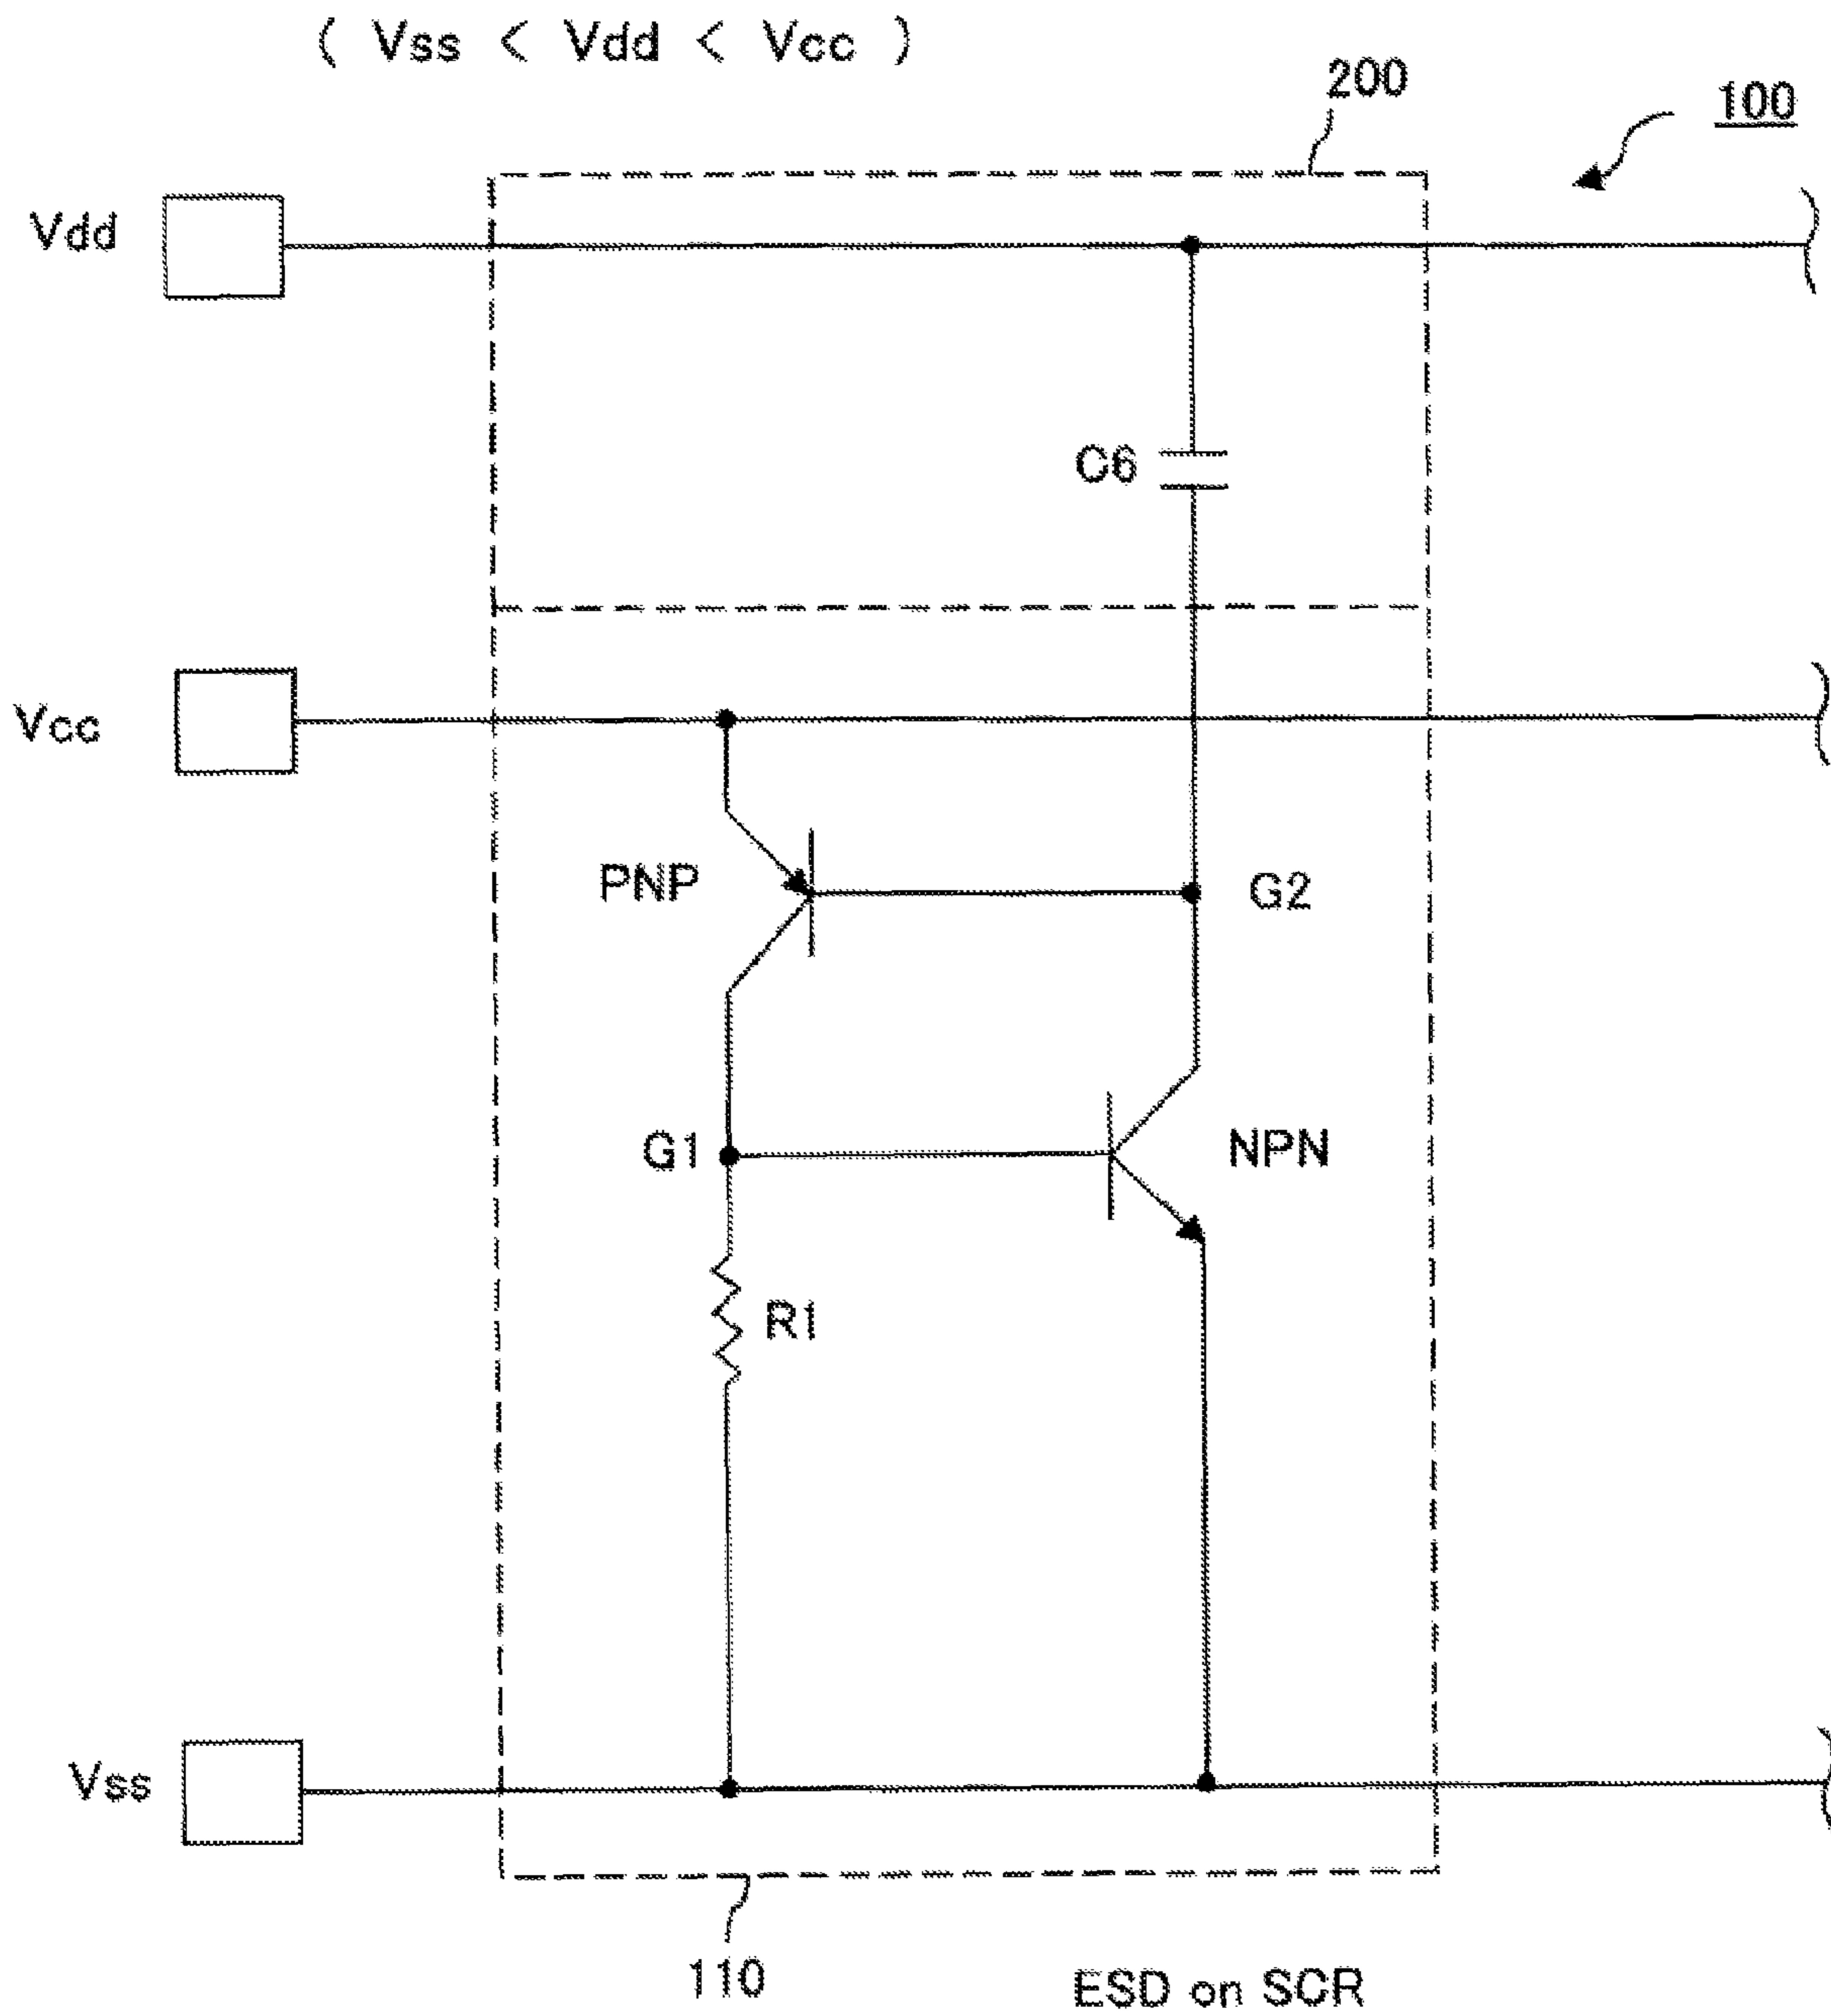 ( Vss < Vdd < Vcc )
200
100
Vdd
C6
Vcc
PNP
G2
G1
NPN
R1
Vss
110
ESD on SCR